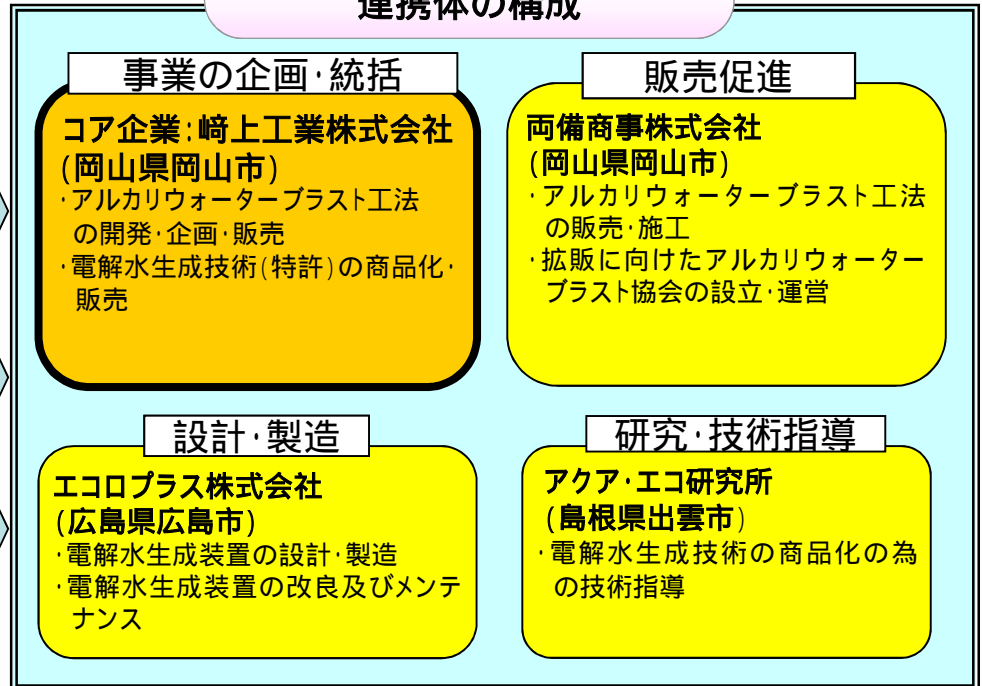 連携体の構成
事業の企画・統括
コア企業：﨑上工業株式会社
(岡山県岡山市)
・アルカリウォーターブラスト工法
の開発・企画・販売
・電解水生成技術(特許)の商品化・
販売
販売促進
両備商事株式会社
(岡山県岡山市)
・アルカリウォーターブラスト工法
の販売・施工
・拡販に向けたアルカリウォーター
ブラスト協会の設立・運営
設計・製造
エコロプラス株式会社
(広島県広島市)
・電解水生成装置の設計・製造
・電解水生成装置の改良及びメンテ
ナンス
研究・技術指導
アクア・エコ研究所
(島根県出雲市)
・電解水生成技術の商品化の為
の技術指導